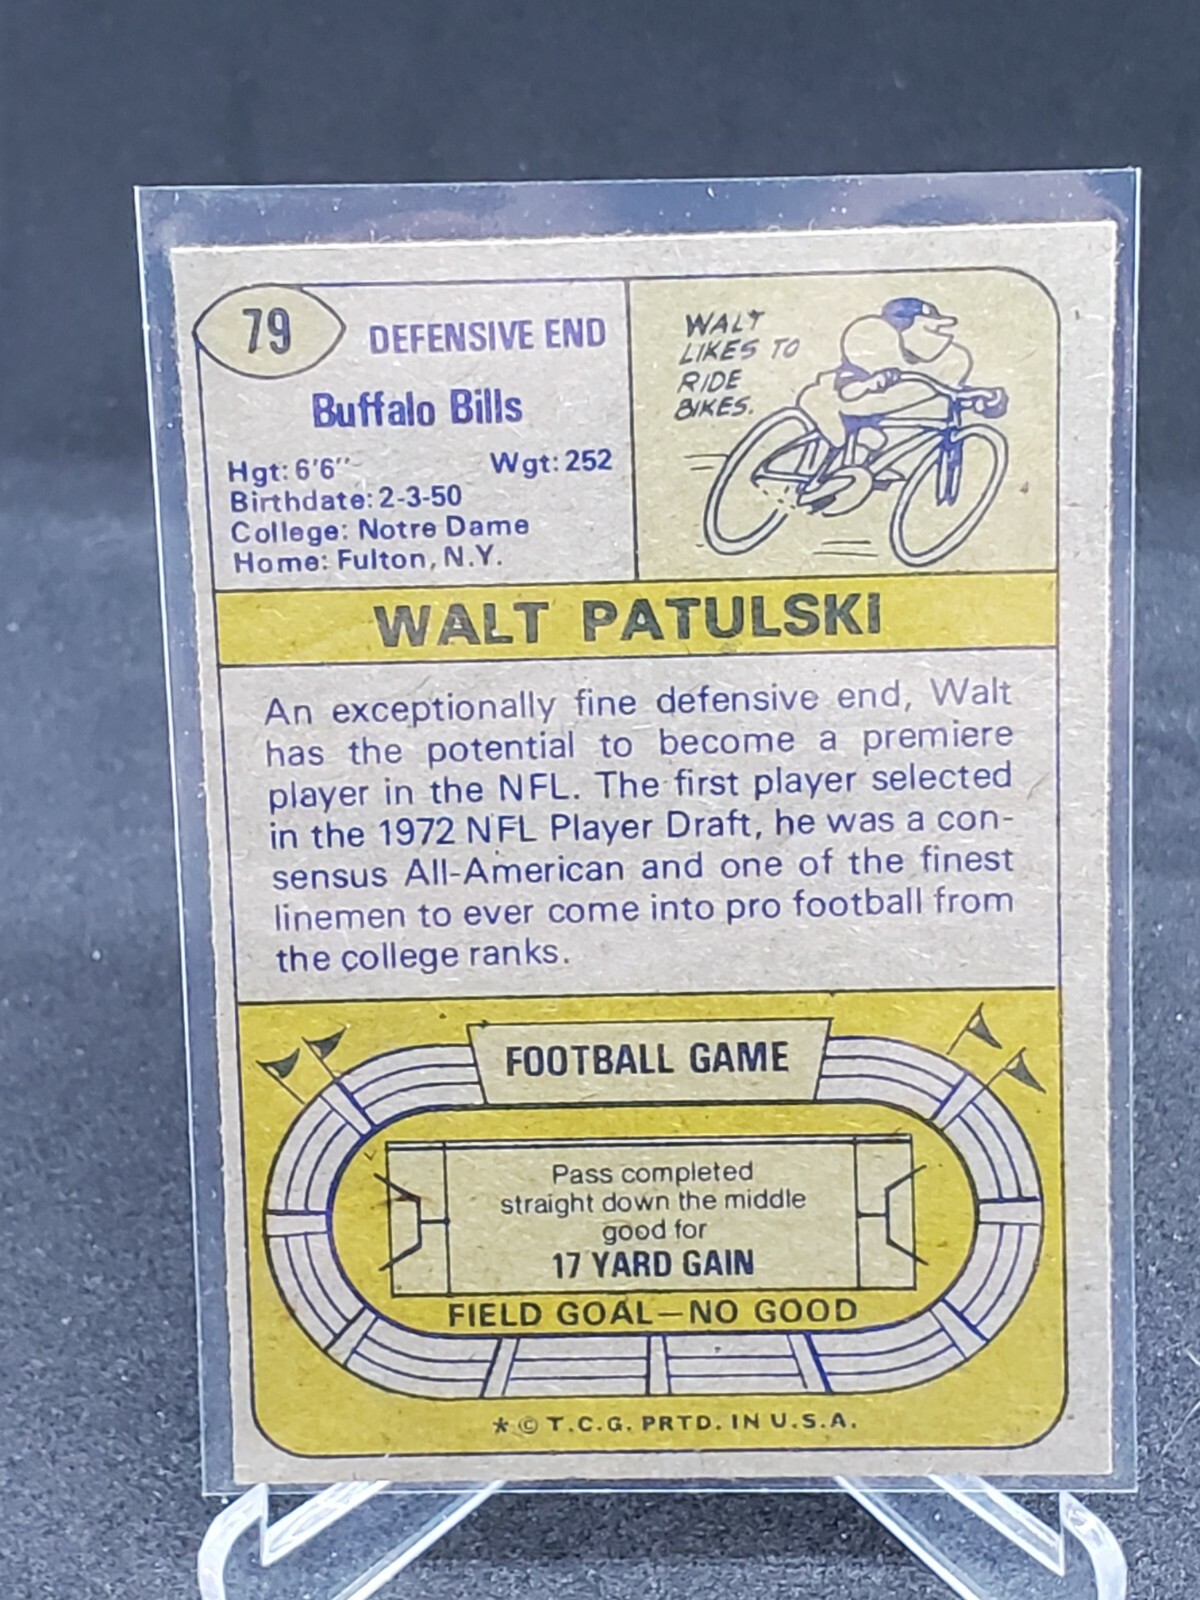 79
DEFENSIVE END
Buffalo Bills
Hgt: 6'6" Wgt: 252
Birthdate: 2-3-50
College: Notre Dame
Home: Fulton, N.Y.
WALT
LIKES TO
RIDE
BIKES.
WALT PATULSKI
An exceptionally fine defensive end, Walt
has the potential to become a premiere
player in the NFL. The first player selected
in the 1972 NFL Player Draft, he was a con-
sensus All-American and one of the finest
linemen to ever come into pro football from
the college ranks.
FOOTBALL GAME
Pass completed
straight down the middle
good for
17 YARD GAIN
FIELD GOAL—NO GOOD
* © T.C.G. PRTD. IN U.S.A.